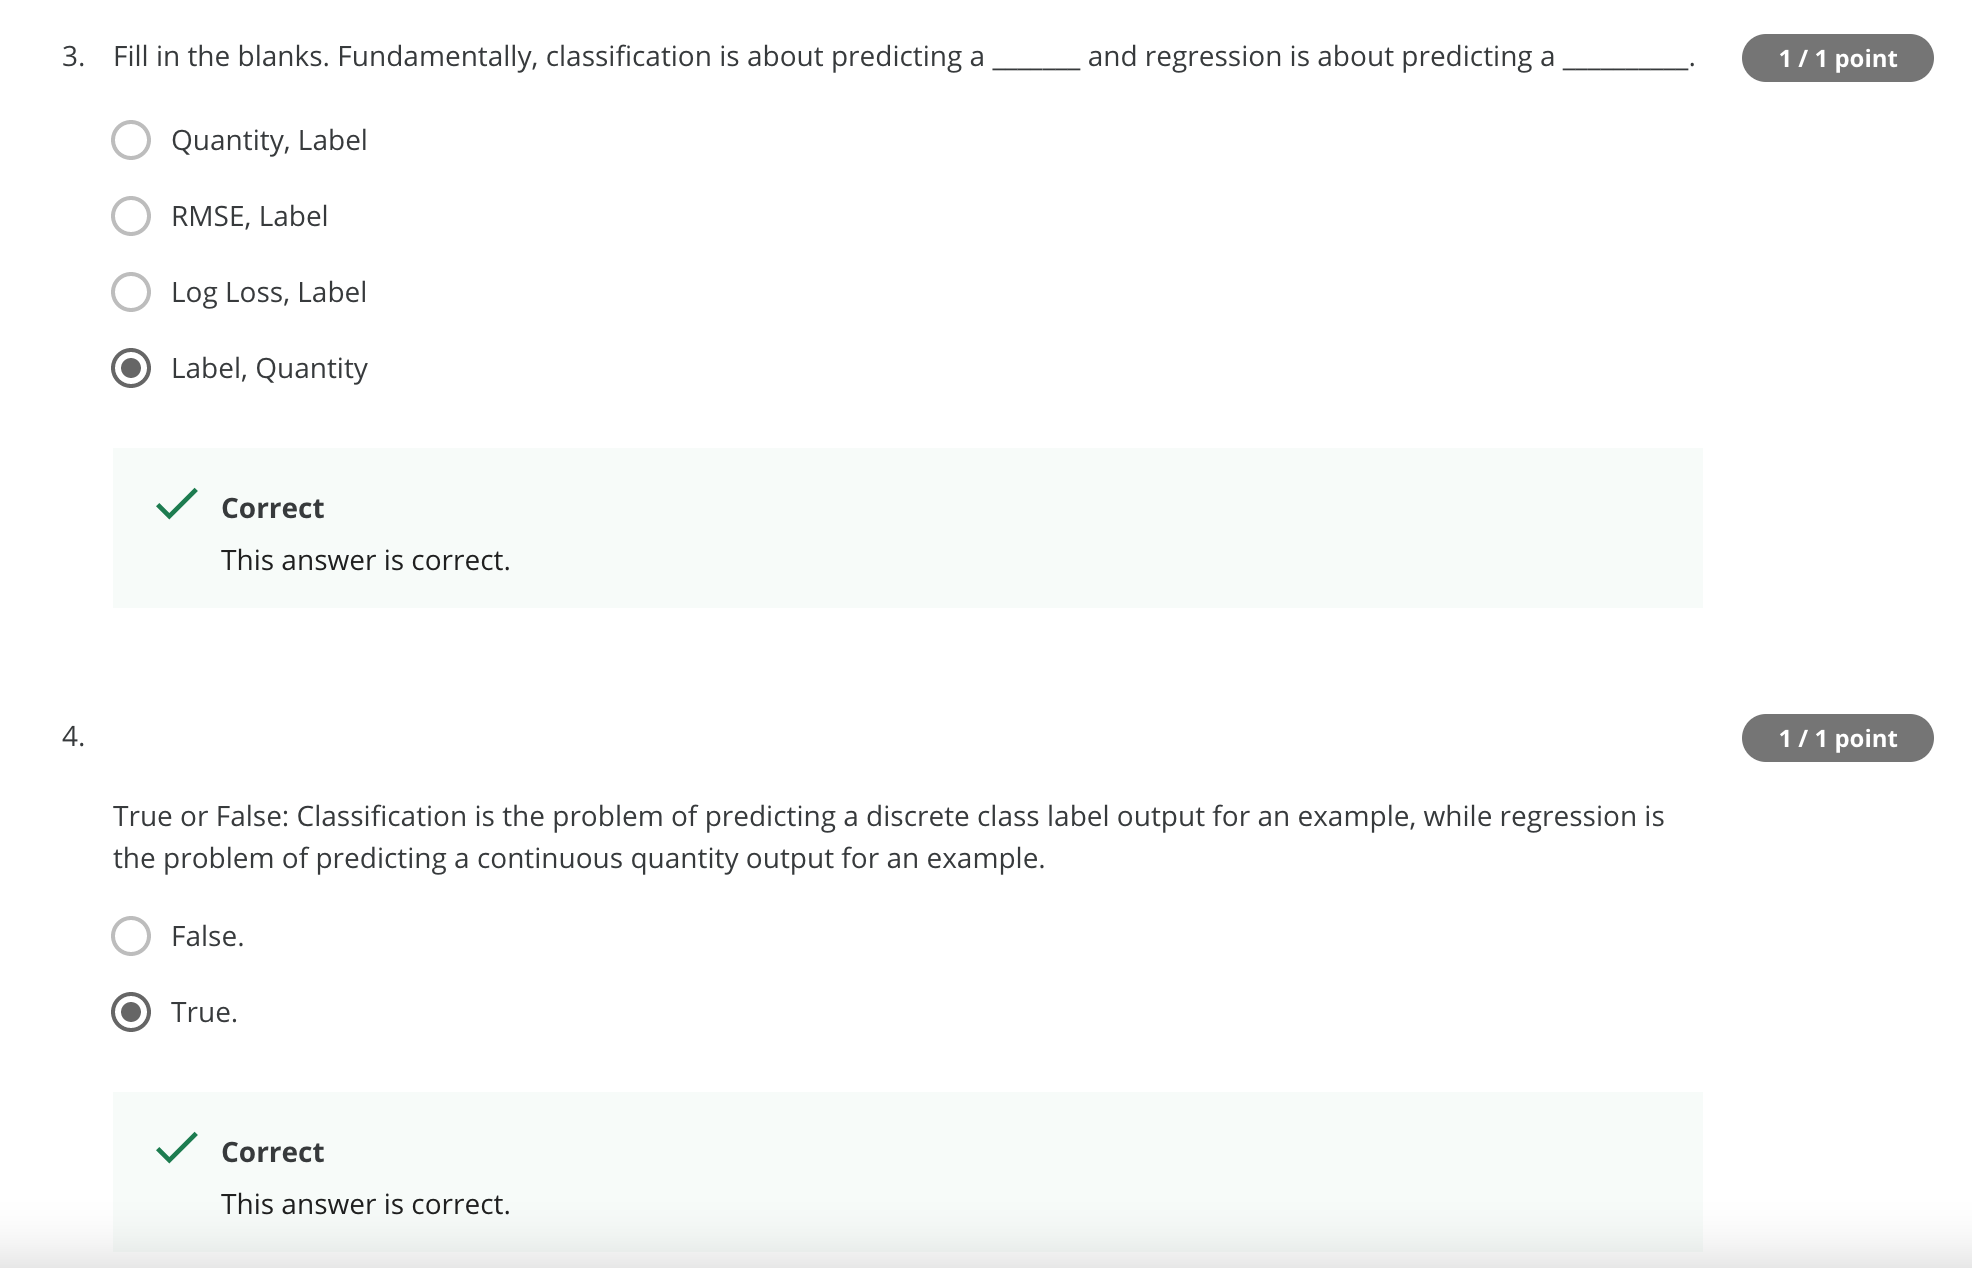 3. Fill in the blanks. Fundamentally, classification is about predicting a _______ and regression is about predicting a __________. 1 / 1 point
Quantity, Label
RMSE, Label
Log Loss, Label
Label, Quantity
Correct
This answer is correct.
4. 1 / 1 point
True or False: Classification is the problem of predicting a discrete class label output for an example, while regression is
the problem of predicting a continuous quantity output for an example.
False.
True.
Correct
This answer is correct.